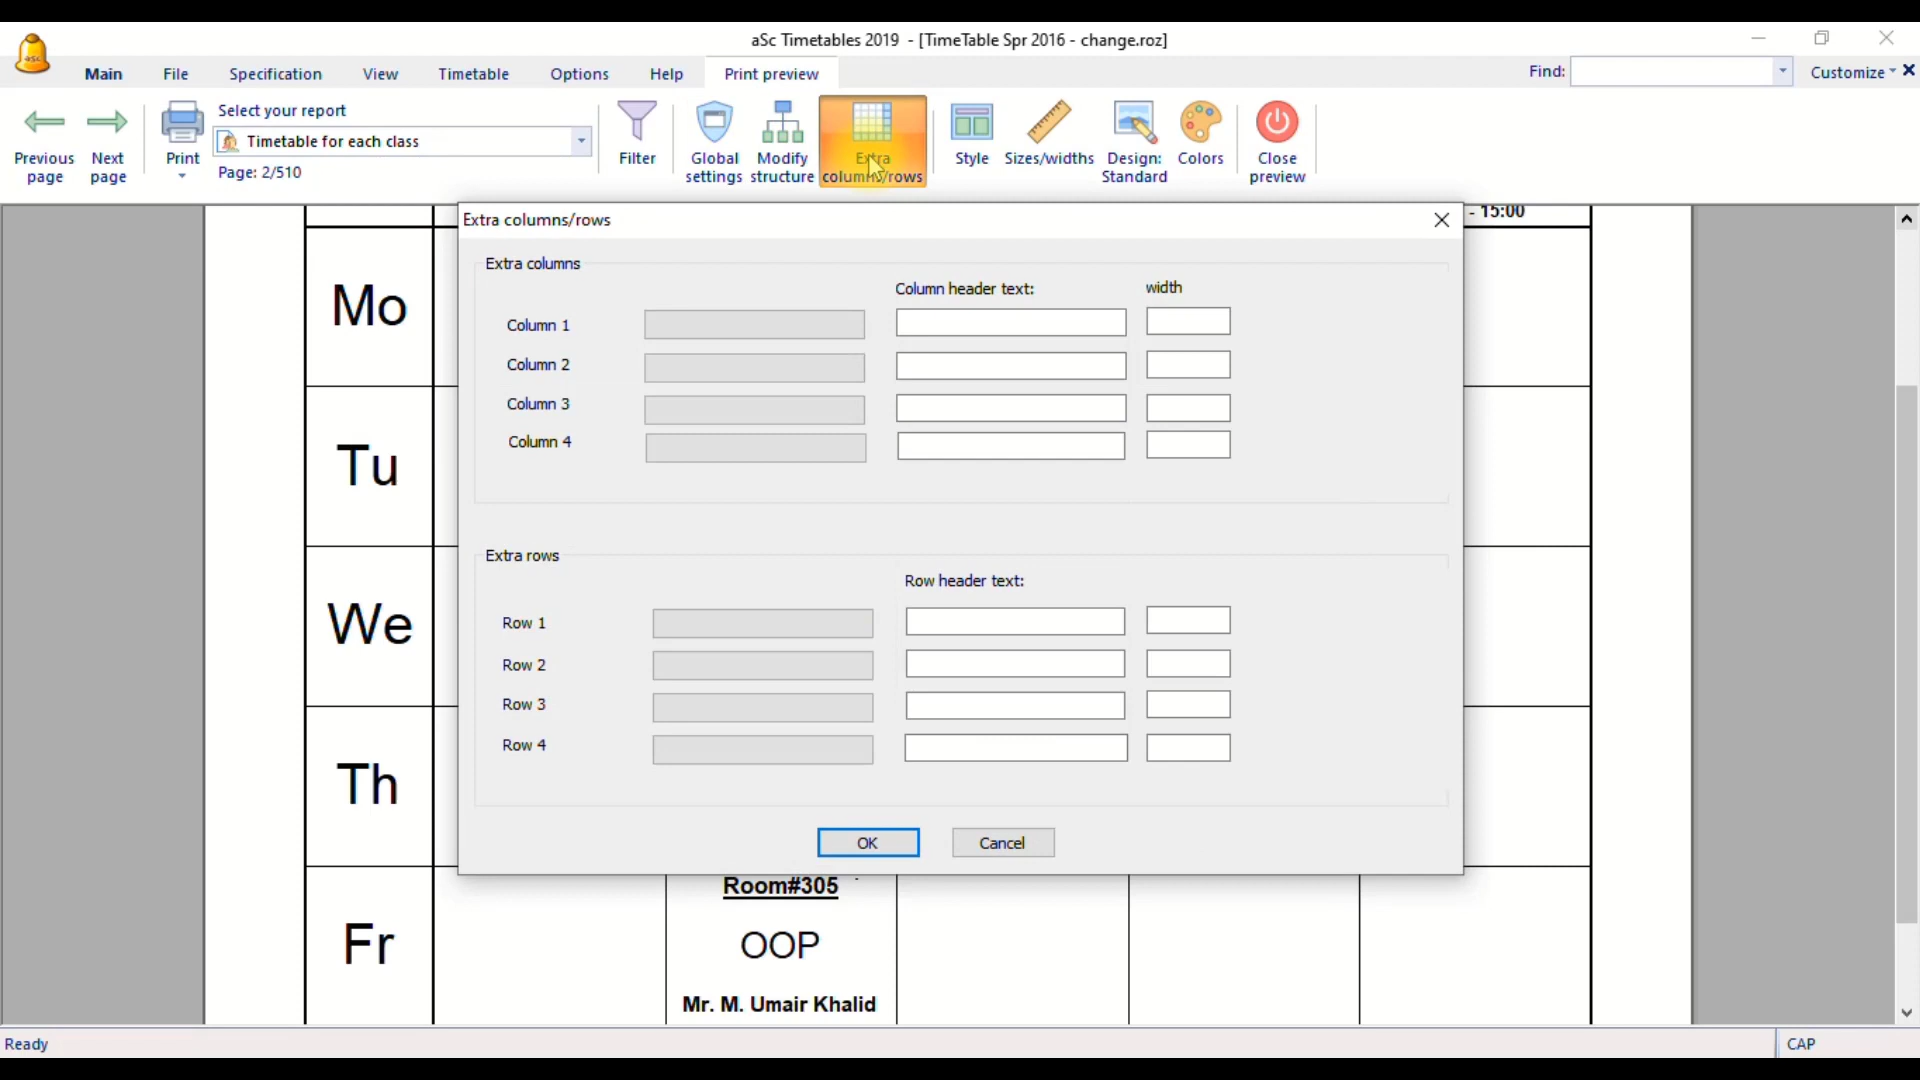 aSc Timetables 2019 - [TimeTable Spr 2016 - change.roz]
aSc
Main File Specification View Timetable Options Help Print preview Find: Customize
Previous page
Next page
Print
Select your report
Timetable for each class
Page: 2/510
Filter
Global settings
Modify structure
Extra columns/rows
Style
Sizes/widths
Design: Standard
Colors
Close preview
- 15:00
Extra columns/rows
Extra columns
Column header text: width
Column 1
Column 2
Column 3
Column 4
Extra rows
Row header text:
Row 1
Row 2
Row 3
Row 4
OK Cancel
Mo
Tu
We
Th
Fr
Room#305
OOP
Mr. M. Umair Khalid
Ready CAP